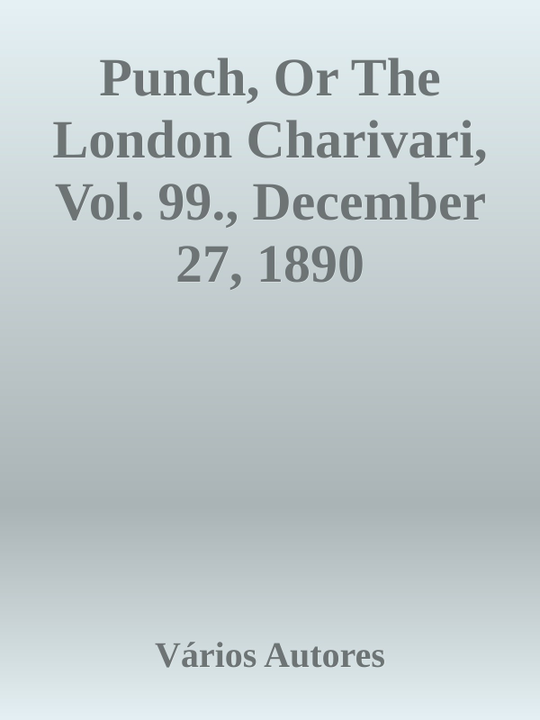 Punch, Or The
London Charivari,
Vol. 99., December
27, 1890
Vários Autores